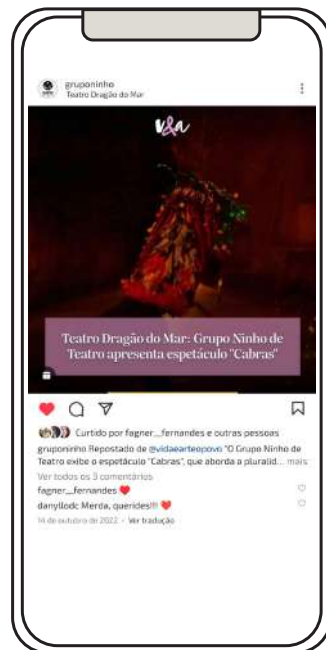 gruponinho
Teatro Dragão do Mar
v&a
Teatro Dragão do Mar: Grupo Ninho de
Teatro apresenta espetáculo "Cabras"
Curtido por fagner__fernandes e outras pessoas
gruponinho Repostado de @vidaearteopovo "O Grupo Ninho de
Teatro exibe o espetáculo "Cabras", que aborda a pluralid... mais
Ver todos os 3 comentários
fagner__fernandes ❤️
danyllodc Merda, querides!!! ❤️
14 de outubro de 2022 • Ver tradução